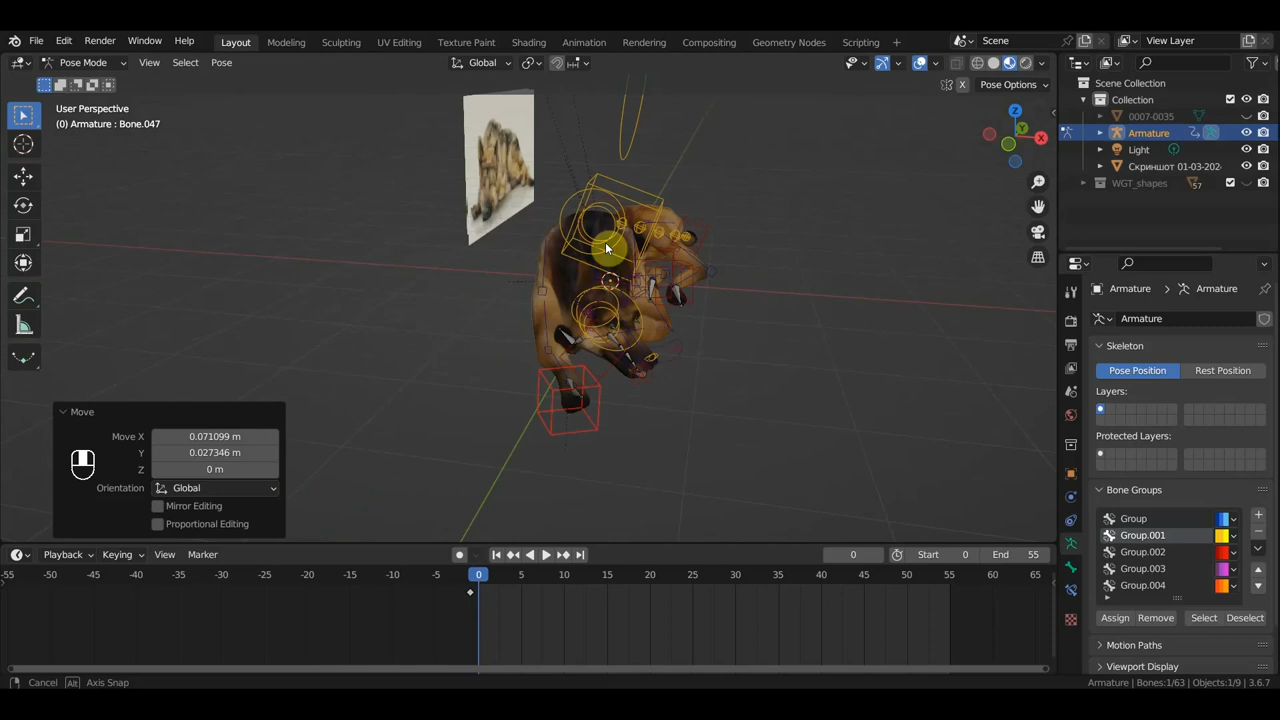 File Edit Render Window Help Layout Modeling Sculpting UV Editing Texture Paint Shading Animation Rendering Compositing Geometry Nodes Scripting + Scene View Layer
Pose Mode View Select Pose Global
X Pose Options
User Perspective
(0) Armature : Bone.047
Z
Y
X
Scene Collection
Collection
0007-0035
Armature
Light
Скриншот 01-03-202
WGT_shapes 57
Armature Armature
Armature
Skeleton
Pose Position Rest Position
Layers:
Protected Layers:
Bone Groups
Group
Group.001
Group.002
Group.003
Group.004
Assign Remove Select Deselect
Motion Paths
Viewport Display
Move
Move X 0.071099 m
Y 0.027346 m
Z 0 m
Orientation Global
Mirror Editing
Proportional Editing
Playback Keying View Marker 0 Start 0 End 55
-55 -50 -45 -40 -35 -30 -25 -20 -15 -10 -5 0 5 10 15 20 25 30 35 40 45 50 55 60 65
Cancel Alt Axis Snap
Armature | Bones:1/63 | Objects:1/9 | 3.6.7